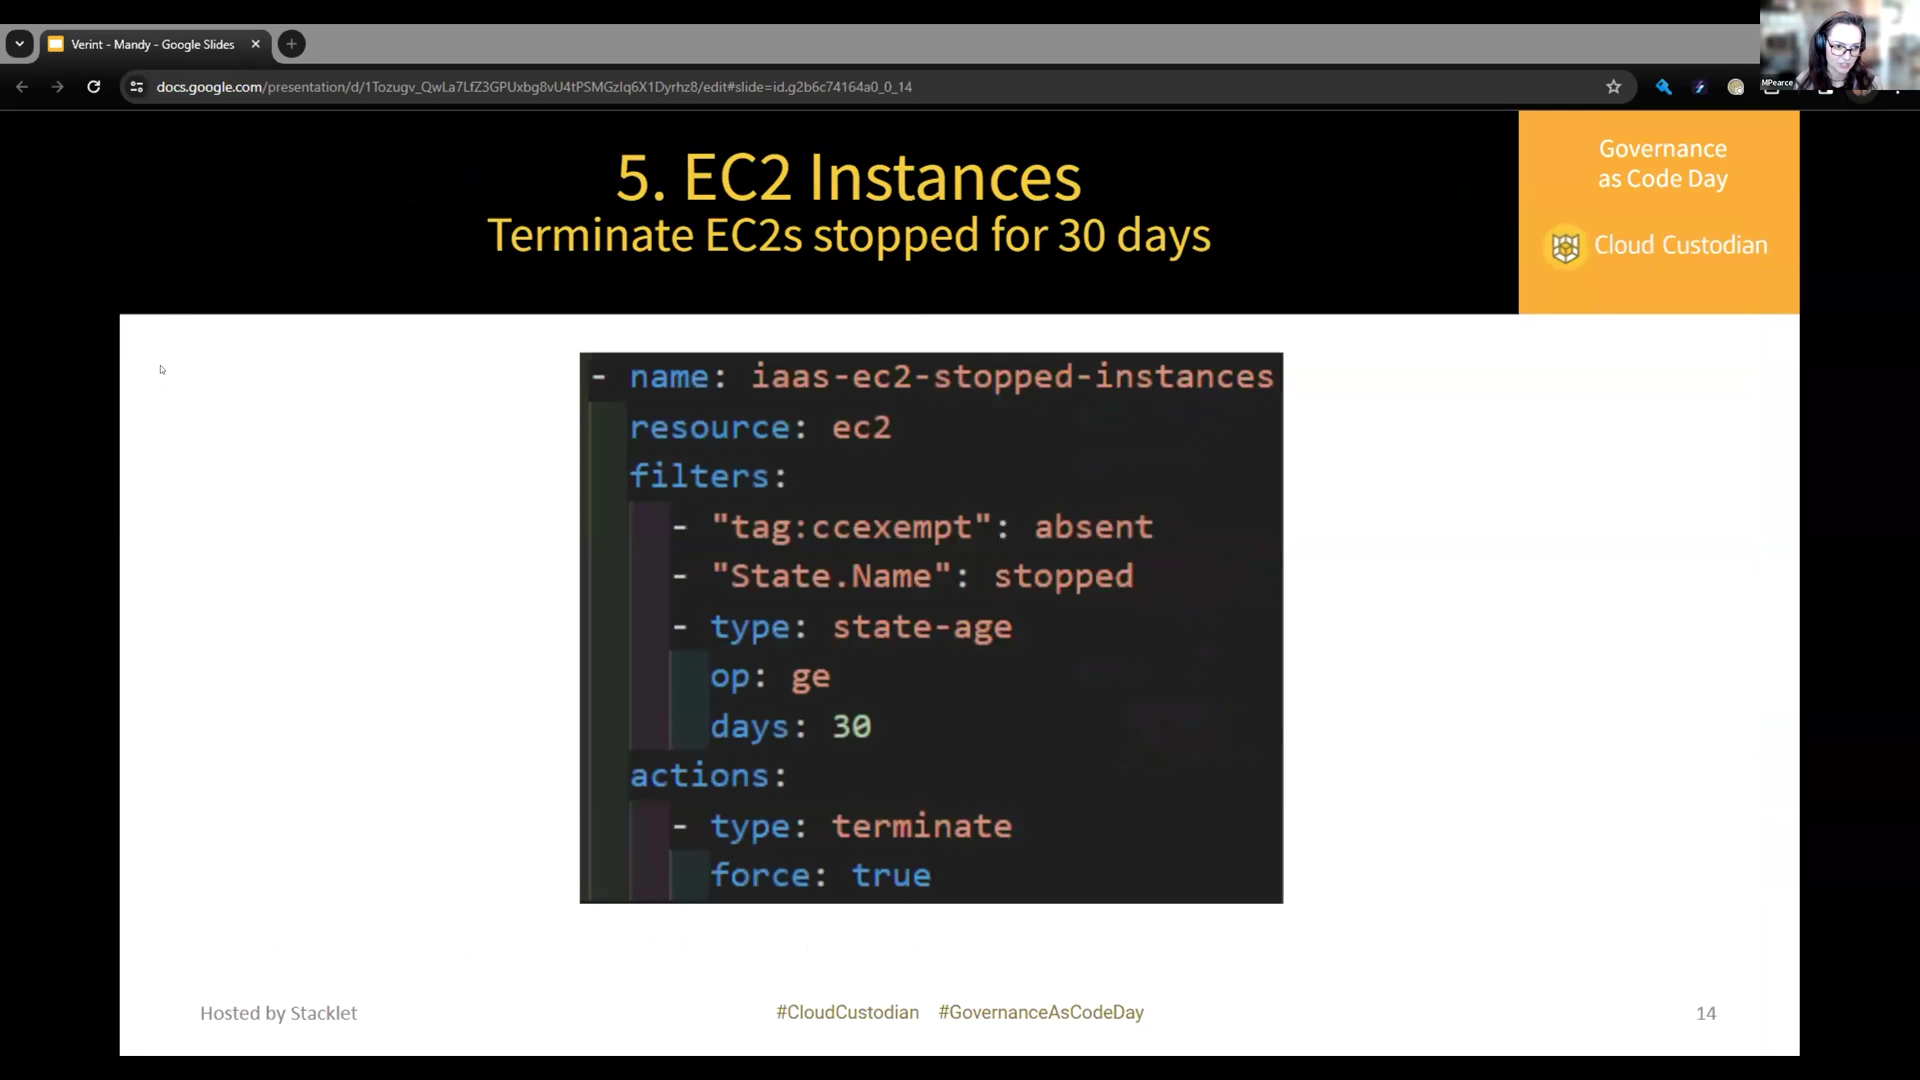 Verint - Mandy - Google Slides
docs.google.com/presentation/d/1Tozugv_QwLa7LfZ3GPUxbg8vU4tPSMGzlq6X1Dyrhz8/edit#slide=id.g2b6c74164a0_0_14
MPearce
5. EC2 Instances
Terminate EC2s stopped for 30 days
Governance
as Code Day
Cloud Custodian
- name: iaas-ec2-stopped-instances
resource: ec2
filters:
- "tag:ccexempt": absent
- "State.Name": stopped
- type: state-age
op: ge
days: 30
actions:
- type: terminate
force: true
Hosted by Stacklet
#CloudCustodian #GovernanceAsCodeDay
14